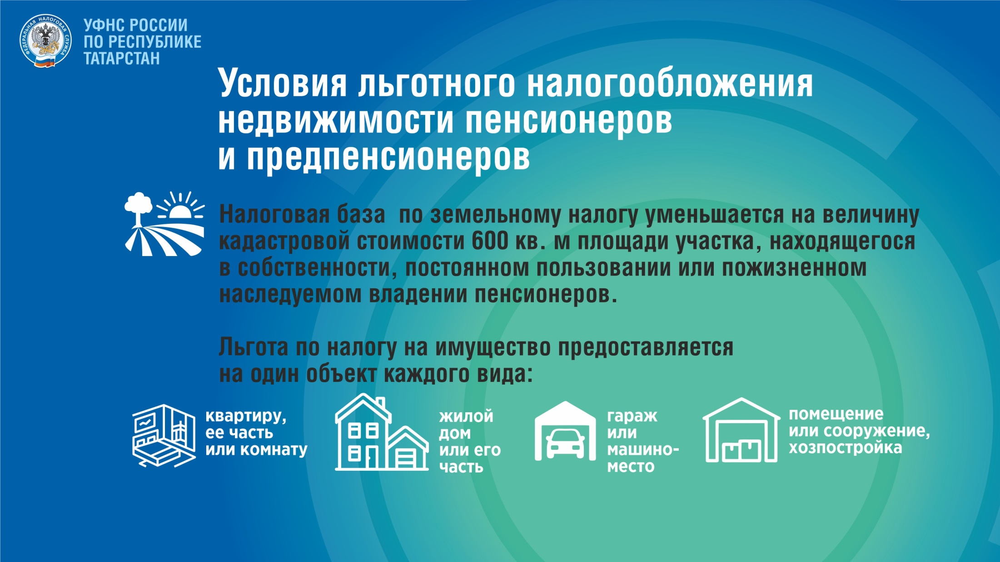 ФЕДЕРАЛЬНАЯ НАЛОГОВАЯ СЛУЖБА
УФНС РОССИИ
ПО РЕСПУБЛИКЕ
ТАТАРСТАН
Условия льготного налогообложения
недвижимости пенсионеров
и предпенсионеров
Налоговая база по земельному налогу уменьшается на величину
кадастровой стоимости 600 кв. м площади участка, находящегося
в собственности, постоянном пользовании или пожизненном
наследуемом владении пенсионеров.
Льгота по налогу на имущество предоставляется
на один объект каждого вида:
квартиру,
ее часть
или комнату
жилой
дом
или его
часть
гараж
или
машино-
место
помещение
или сооружение,
хозпостройка